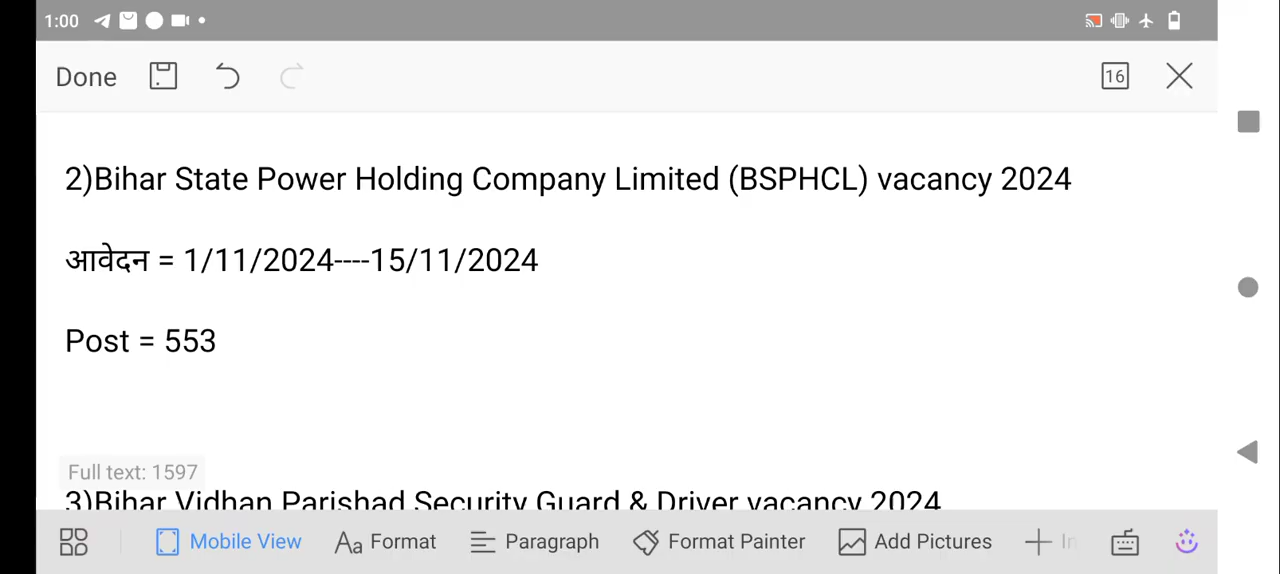 1:00
Done
16
2)Bihar State Power Holding Company Limited (BSPHCL) vacancy 2024
आवेदन = 1/11/2024----15/11/2024
Post = 553
Full text: 1597
3)Bihar Vidhan Parishad Security Guard & Driver vacancy 2024
Mobile View Aa Format Paragraph Format Painter Add Pictures In